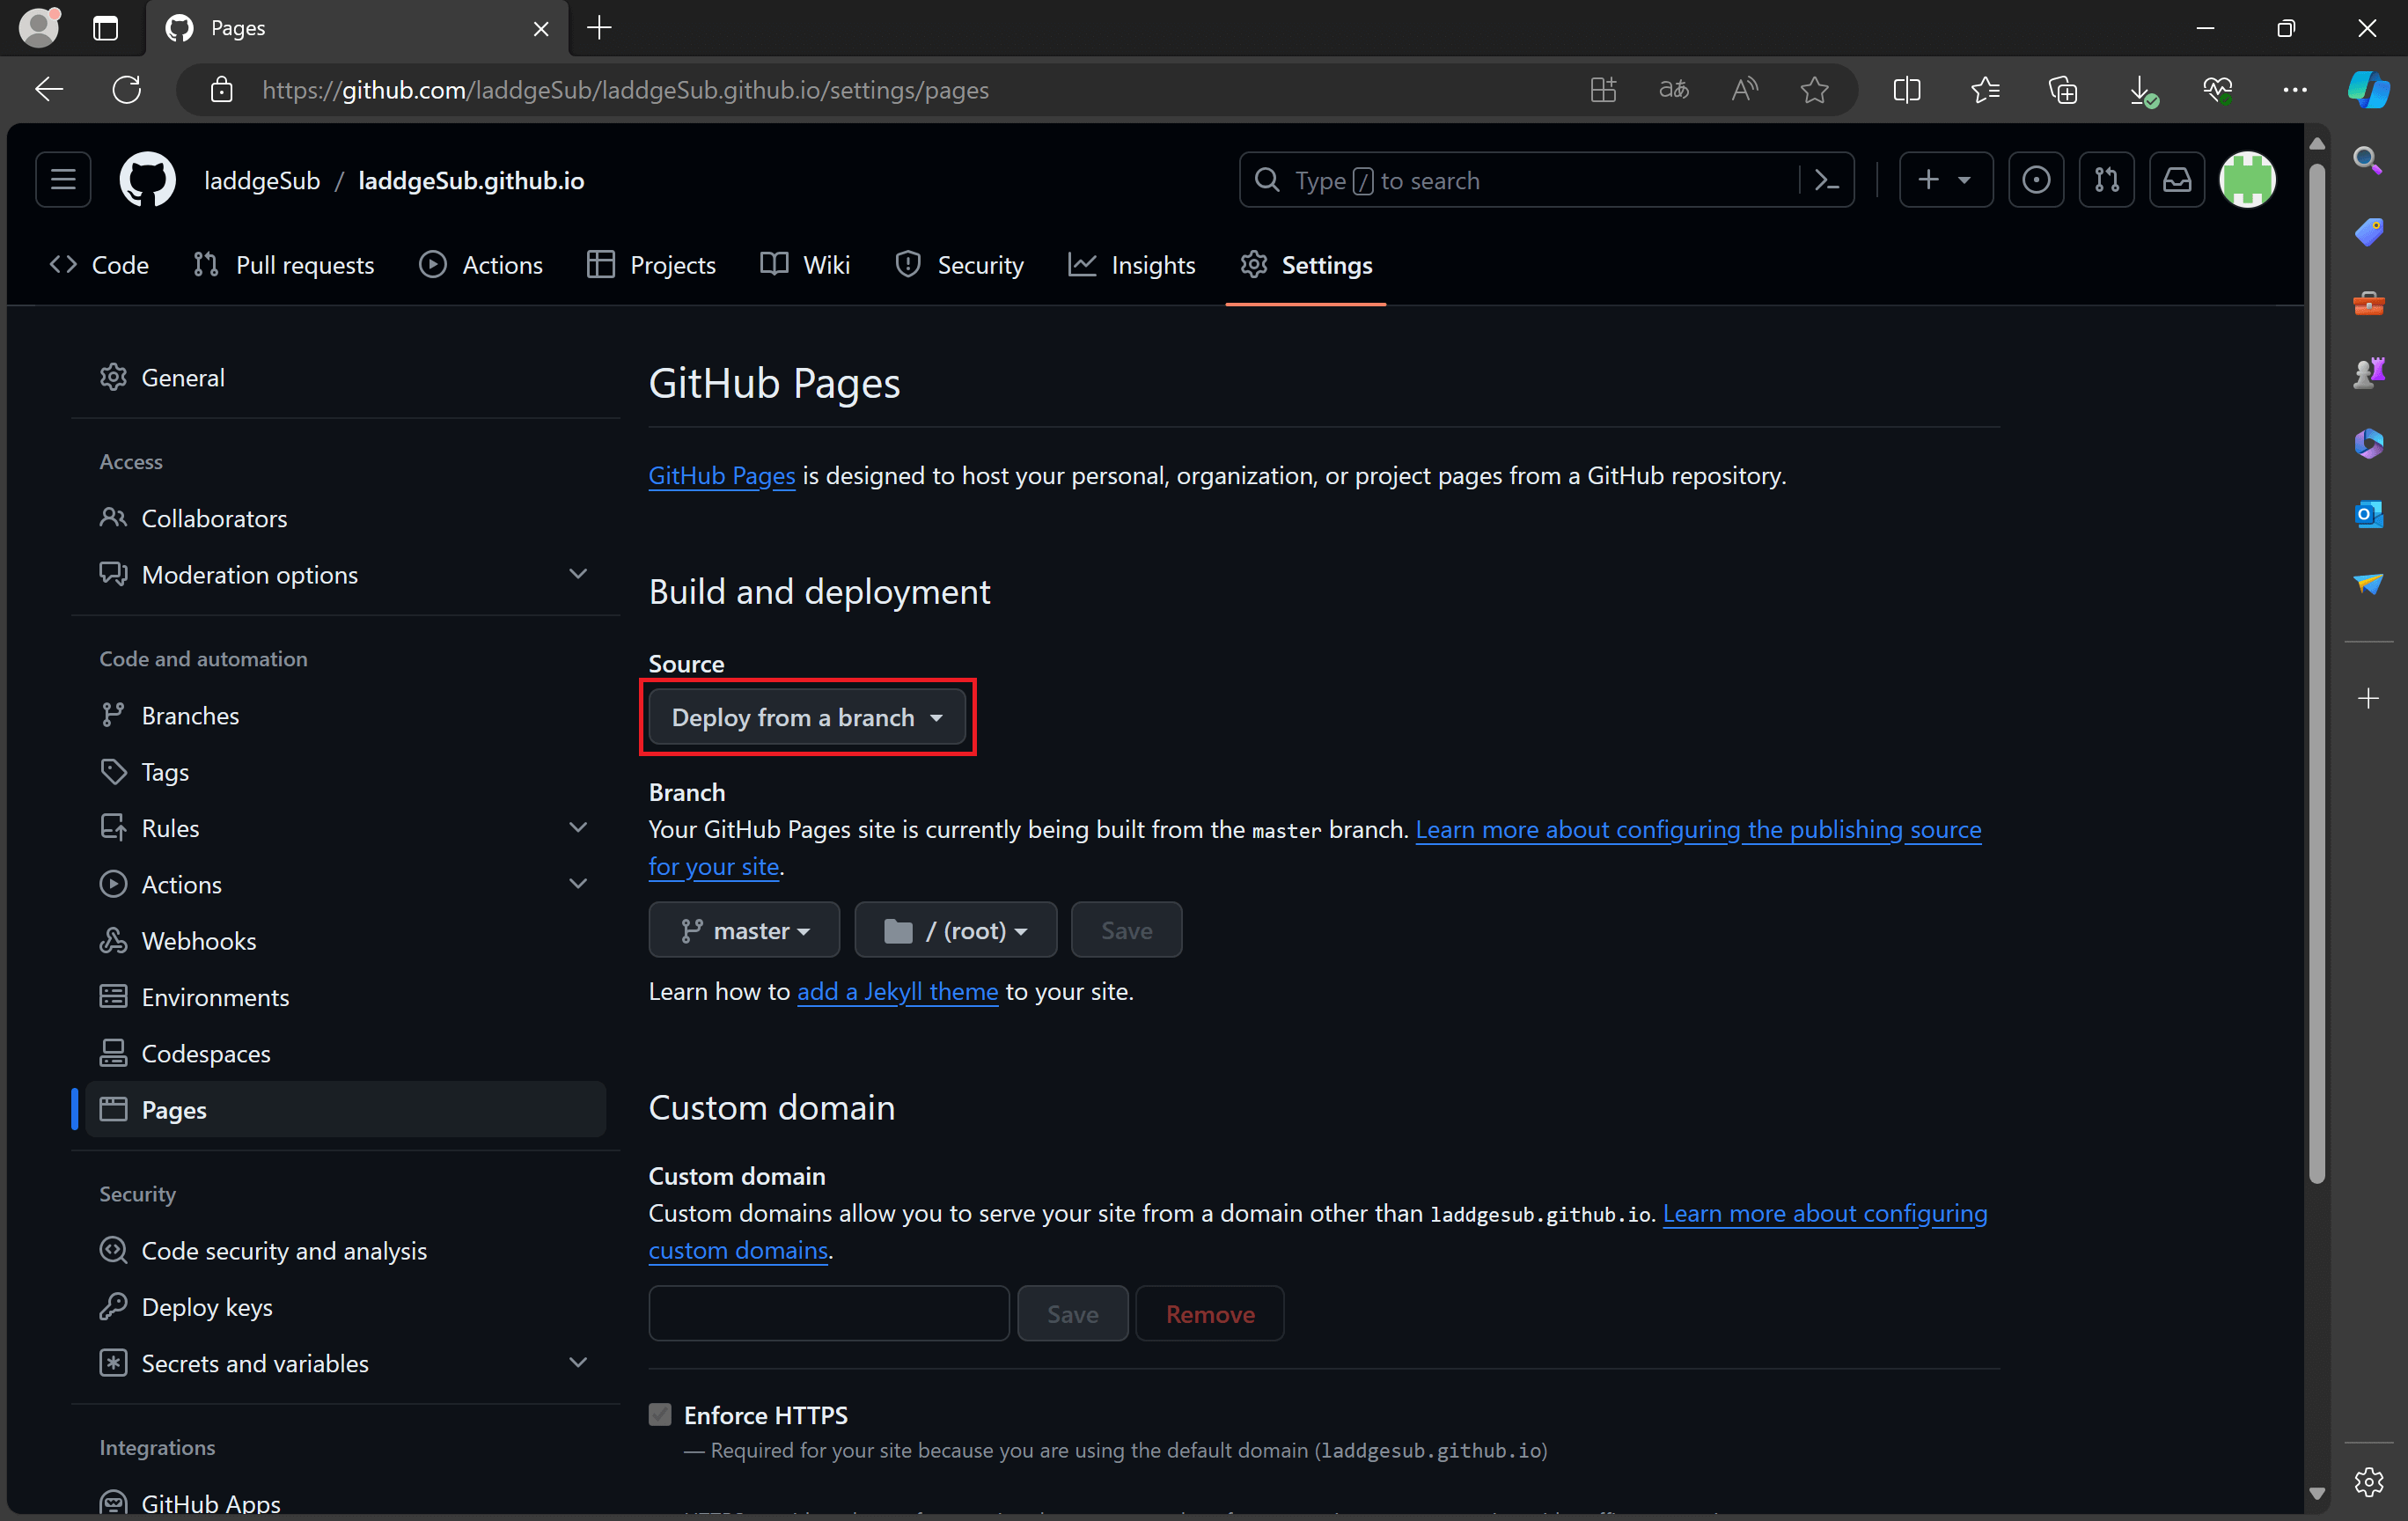 Pages
https://github.com/laddgeSub/laddgeSub.github.io/settings/pages
aあ
A
laddgeSub / laddgeSub.github.io
Type / to search
Code
Pull requests
Actions
Projects
Wiki
Security
Insights
Settings
General
Access
Collaborators
Moderation options
Code and automation
Branches
Tags
Rules
Actions
Webhooks
Environments
Codespaces
Pages
Security
Code security and analysis
Deploy keys
Secrets and variables
Integrations
GitHub Apps
GitHub Pages
GitHub Pages is designed to host your personal, organization, or project pages from a GitHub repository.
Build and deployment
Source
Deploy from a branch
Branch
Your GitHub Pages site is currently being built from the master branch. Learn more about configuring the publishing source
for your site.
master
/ (root)
Save
Learn how to add a Jekyll theme to your site.
Custom domain
Custom domain
Custom domains allow you to serve your site from a domain other than laddgesub.github.io. Learn more about configuring
custom domains.
Save
Remove
Enforce HTTPS
— Required for your site because you are using the default domain (laddgesub.github.io)